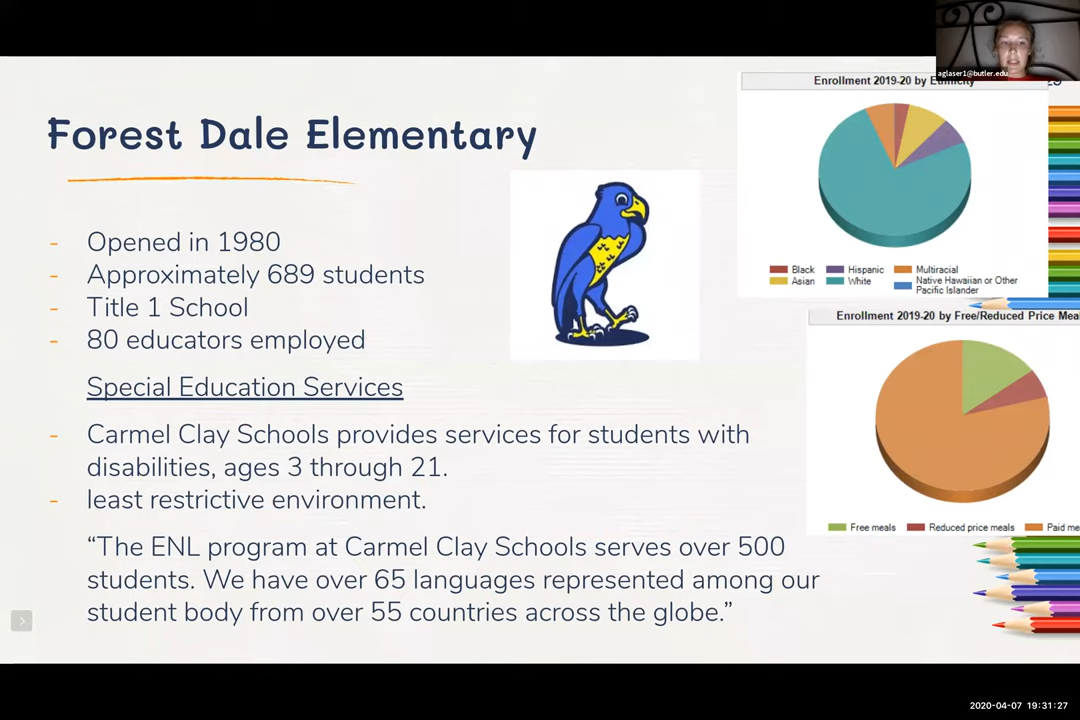 aglaser1@butler.edu
Enrollment 2019-20 by Ethnicity
Forest Dale Elementary
- Opened in 1980
- Approximately 689 students
- Title 1 School
- 80 educators employed
Black Hispanic Multiracial
Asian White Native Hawaiian or Other
Pacific Islander
Enrollment 2019-20 by Free/Reduced Price Meal
Special Education Services
- Carmel Clay Schools provides services for students with
disabilities, ages 3 through 21.
- least restrictive environment.
Free meals Reduced price meals Paid me
“The ENL program at Carmel Clay Schools serves over 500
students. We have over 65 languages represented among our
student body from over 55 countries across the globe.”
2020-04-07 19:31:27